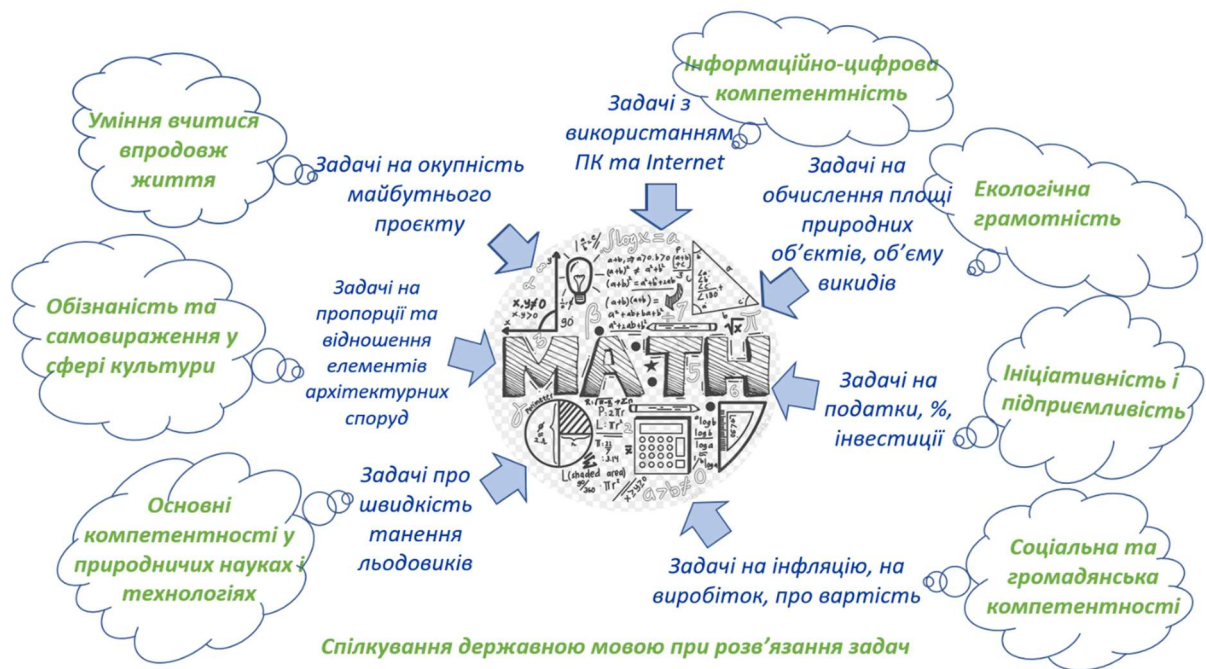 Інформаційно-цифрова
компетентність
Задачі з
використанням
ПК та Internet
Уміння вчитися
впродовж
життя
Задачі на окупність
майбутнього
проєкту
Задачі на
обчислення площі
природних
об’єктів, об’єму
викидів
Екологічна
грамотність
Обізнаність та
самовираження у
сфері культури
Задачі на
пропорції та
відношення
елементів
архітектурних
споруд
MATH
Задачі на
податки, %,
інвестиції
Ініціативність і
підприємливість
Основні
компетентності у
природничих науках і
технологіях
Задачі про
швидкість
танення
льодовиків
Задачі на інфляцію, на
виробіток, про вартість
Соціальна та
громадянська
компетентності
Спілкування державною мовою при розв’язання задач